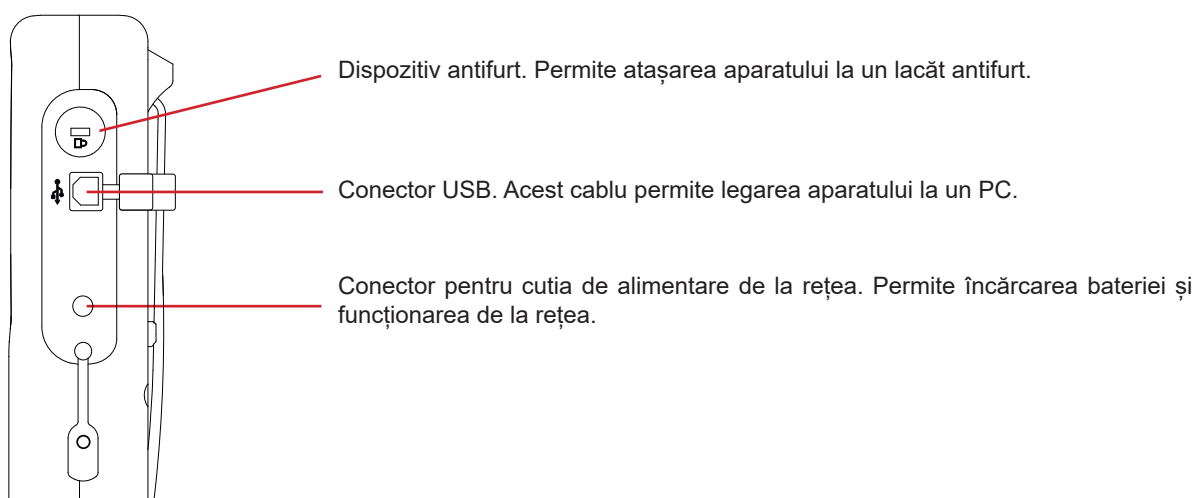 Dispozitiv antifurt. Permite atașarea aparatului la un lacăt antifurt.
Conector USB. Acest cablu permite legarea aparatului la un PC.
Conector pentru cutia de alimentare de la rețea. Permite încărcarea bateriei și
funcționarea de la rețea.